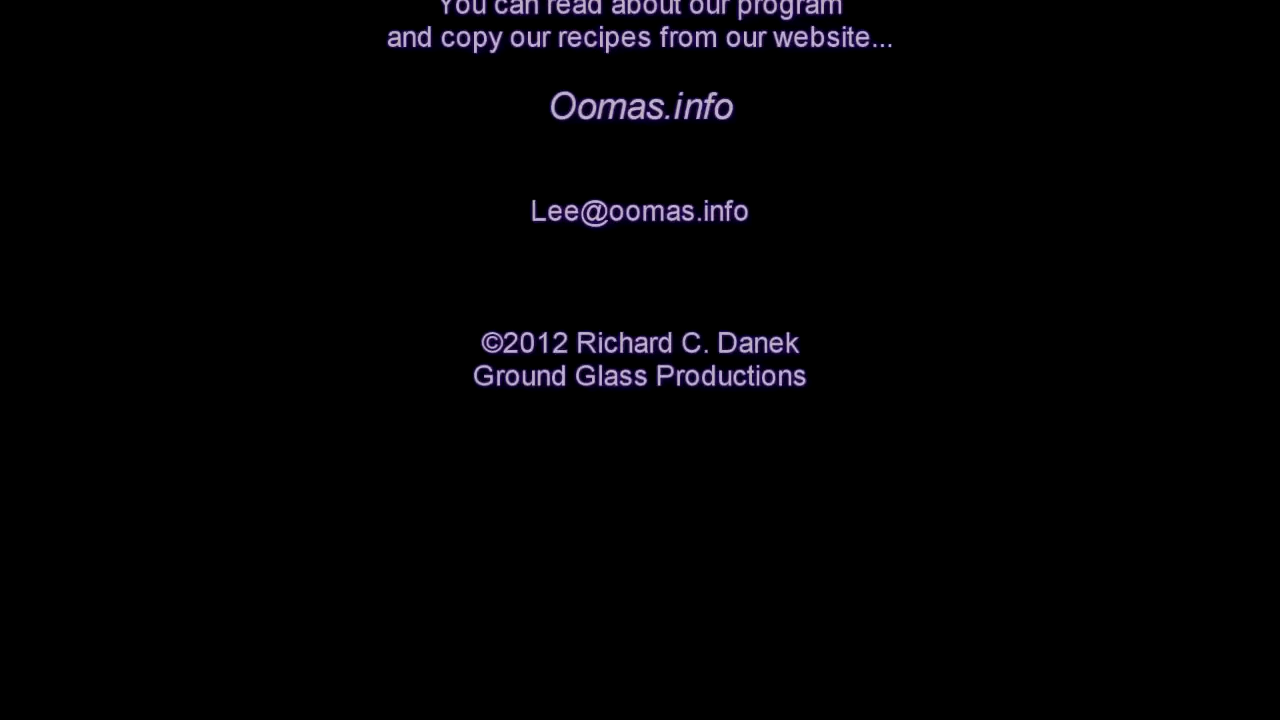 You can read about our program
and copy our recipes from our website...
Oomas.info
Lee@oomas.info
©2012 Richard C. Danek
Ground Glass Productions